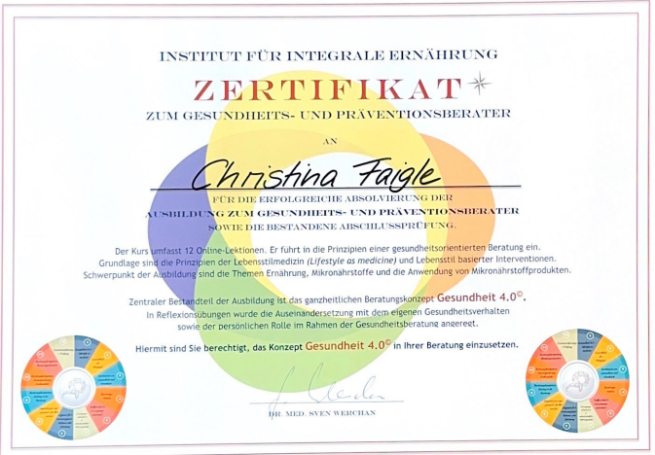 INSTITUT FÜR INTEGRALE ERNÄHRUNG
ZERTIFIKAT
ZUM GESUNDHEITS- UND PRÄVENTIONSBERATER
AN
Christina Faigle
FÜR DIE ERFOLGREICHE ABSOLVIERUNG DER
AUSBILDUNG ZUM GESUNDHEITS- UND PRÄVENTIONSBERATER
SOWIE DIE BESTANDENE ABSCHLUSSPRÜFUNG.
Der Kurs umfasst 12 Online-Lektionen. Er führt in die Prinzipien einer gesundheitsorientierten Beratung ein.
Grundlage sind die Prinzipien der Lebensstilmedizin (Lifestyle as medicine) und Lebensstil basierter Interventionen.
Schwerpunkt der Ausbildung sind die Themen Ernährung, Mikronährstoffe und die Anwendung von Mikronährstoffprodukten.
Zentraler Bestandteil der Ausbildung ist das ganzheitlichen Beratungskonzept Gesundheit 4.0©.
In Reflexionsübungen wurde die Auseinandersetzung mit dem eigenen Gesundheitsverhalten
sowie der persönlichen Rolle im Rahmen der Gesundheitsberatung angeregt.
Hiermit sind Sie berechtigt, das Konzept Gesundheit 4.0© in Ihrer Beratung einzusetzen.
DR. MED. SVEN WERCHAN